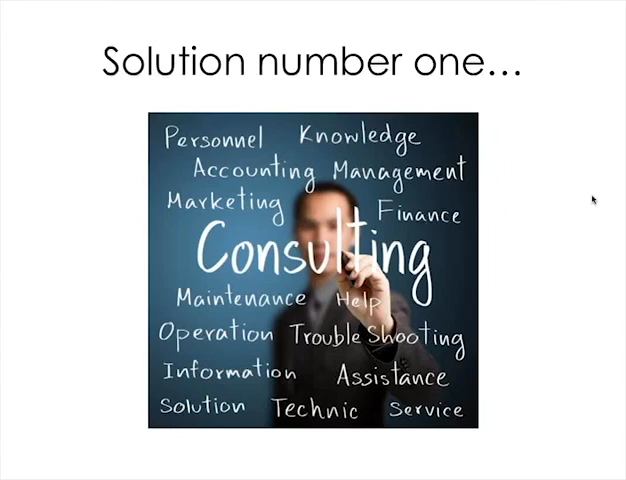 Solution number one…
Personnel Knowledge
Accounting Management
Marketing Finance
Consulting
Maintenance Help
Operation Trouble Shooting
Information Assistance
Solution Technic Service